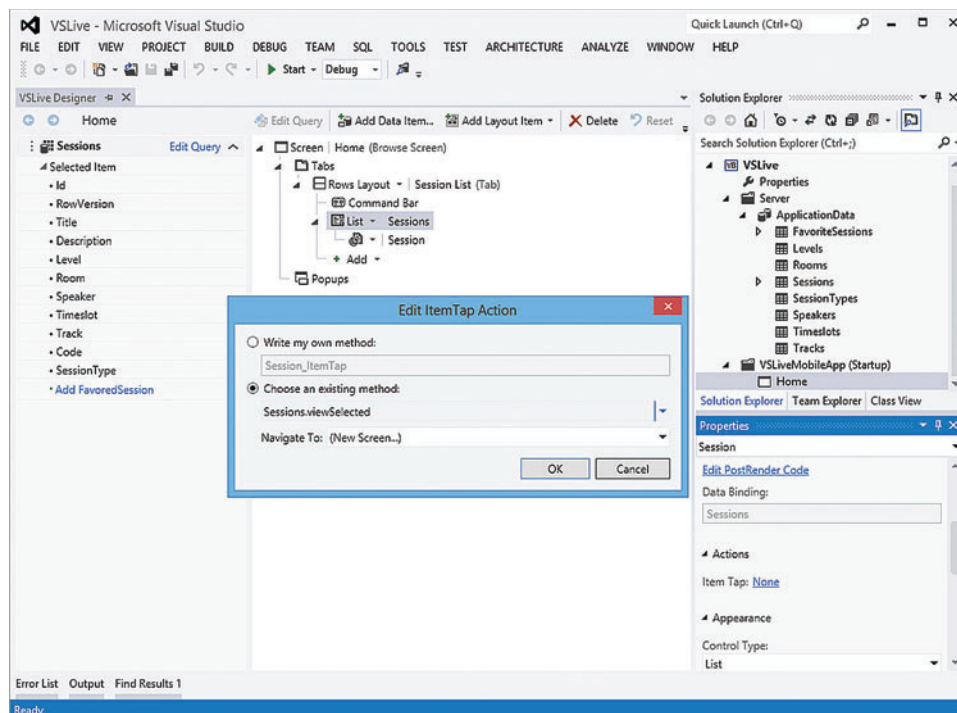 VSLive - Microsoft Visual Studio
Quick Launch (Ctrl+Q)
FILE EDIT VIEW PROJECT BUILD DEBUG TEAM SQL TOOLS TEST ARCHITECTURE ANALYZE WINDOW HELP
Start Debug
VSLive Designer
Home
Edit Query Add Data Item... Add Layout Item Delete Reset
Sessions Edit Query
Selected Item
Id
RowVersion
Title
Description
Level
Room
Speaker
Timeslot
Track
Code
SessionType
Add FavoredSession
Screen | Home (Browse Screen)
Tabs
Rows Layout | Session List (Tab)
Command Bar
List Sessions
Session
Add
Popups
Edit ItemTap Action
Write my own method:
Session_ItemTap
Choose an existing method:
Sessions.viewSelected
Navigate To: (New Screen...)
OK Cancel
Solution Explorer
Search Solution Explorer (Ctrl+;)
VB VSLive
Properties
Server
ApplicationData
FavoriteSessions
Levels
Rooms
Sessions
SessionTypes
Speakers
Timeslots
Tracks
VSLiveMobileApp (Startup)
Home
Solution Explorer Team Explorer Class View
Properties
Session
Edit PostRender Code
Data Binding:
Sessions
Actions
Item Tap: None
Appearance
Control Type:
List
Error List Output Find Results 1
Ready